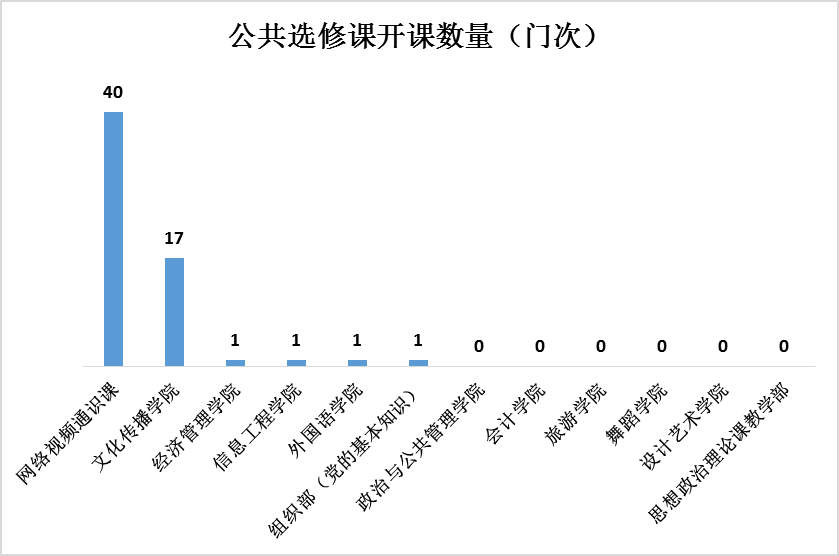 公共选修课开课数量（门次）
40
17
1
1
1
1
0
0
0
0
0
0
网络视频通识课
文化传播学院
经济管理学院
信息工程学院
外国语学院
组织部（党的基本知识）
政治与公共管理学院
会计学院
旅游学院
舞蹈学院
设计艺术学院
思想政治理论课教学部